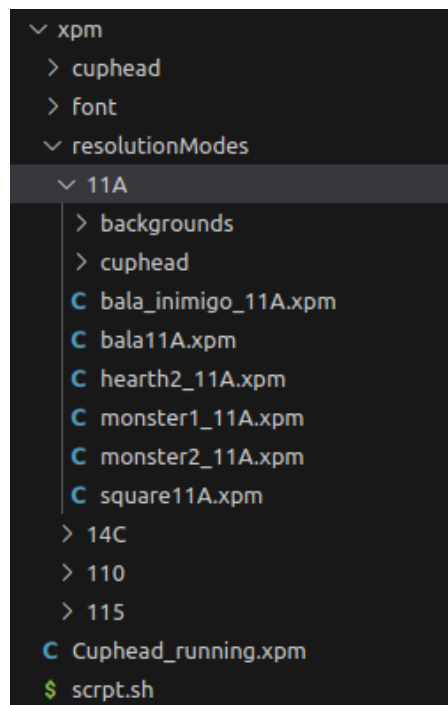 xpm
cuphead
font
resolutionModes
11A
backgrounds
cuphead
C bala_inimigo_11A.xpm
C bala11A.xpm
C hearth2_11A.xpm
C monster1_11A.xpm
C monster2_11A.xpm
C square11A.xpm
14C
110
115
C Cuphead_running.xpm
$ scrpt.sh